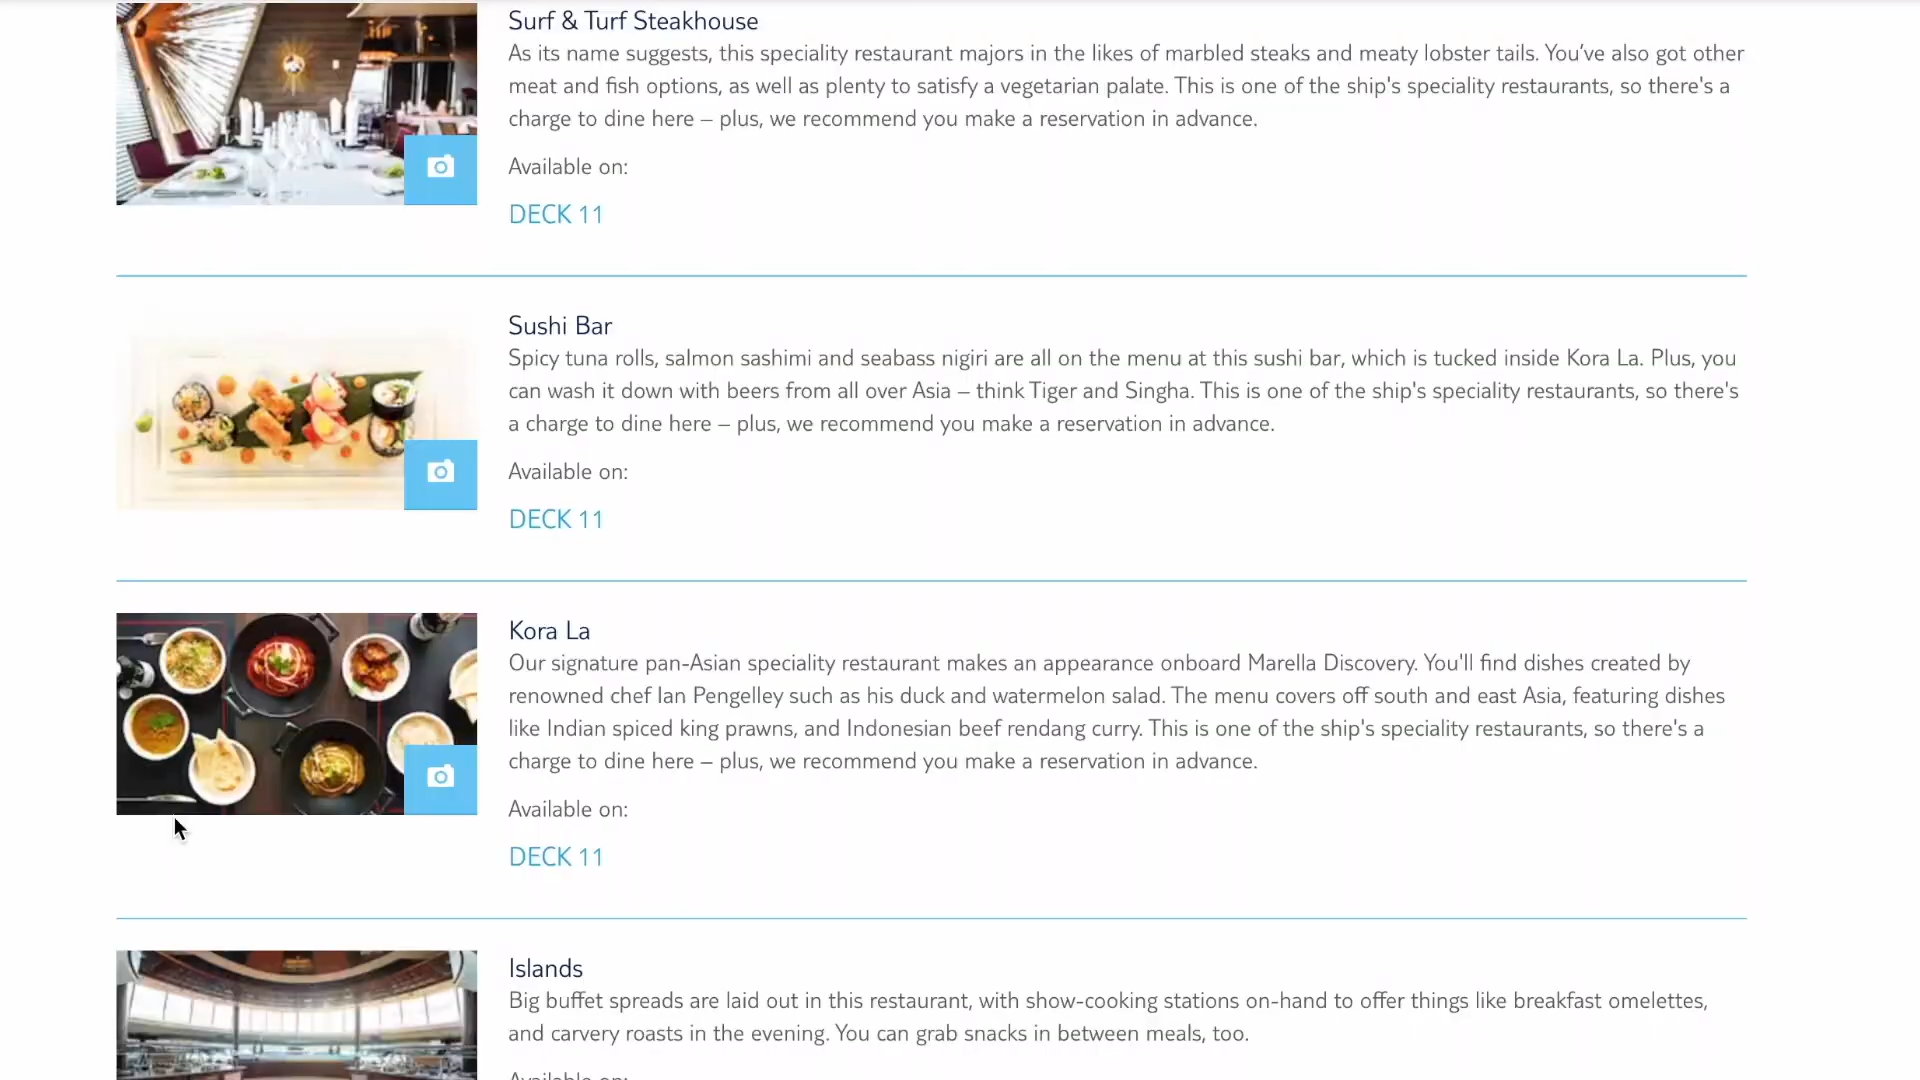 Surf & Turf Steakhouse
As its name suggests, this speciality restaurant majors in the likes of marbled steaks and meaty lobster tails. You’ve also got other
meat and fish options, as well as plenty to satisfy a vegetarian palate. This is one of the ship's speciality restaurants, so there's a
charge to dine here – plus, we recommend you make a reservation in advance.
Available on:
DECK 11
Sushi Bar
Spicy tuna rolls, salmon sashimi and seabass nigiri are all on the menu at this sushi bar, which is tucked inside Kora La. Plus, you
can wash it down with beers from all over Asia – think Tiger and Singha. This is one of the ship's speciality restaurants, so there's
a charge to dine here – plus, we recommend you make a reservation in advance.
Available on:
DECK 11
Kora La
Our signature pan-Asian speciality restaurant makes an appearance onboard Marella Discovery. You'll find dishes created by
renowned chef Ian Pengelley such as his duck and watermelon salad. The menu covers off south and east Asia, featuring dishes
like Indian spiced king prawns, and Indonesian beef rendang curry. This is one of the ship's speciality restaurants, so there's a
charge to dine here – plus, we recommend you make a reservation in advance.
Available on:
DECK 11
Islands
Big buffet spreads are laid out in this restaurant, with show-cooking stations on-hand to offer things like breakfast omelettes,
and carvery roasts in the evening. You can grab snacks in between meals, too.
Available on: